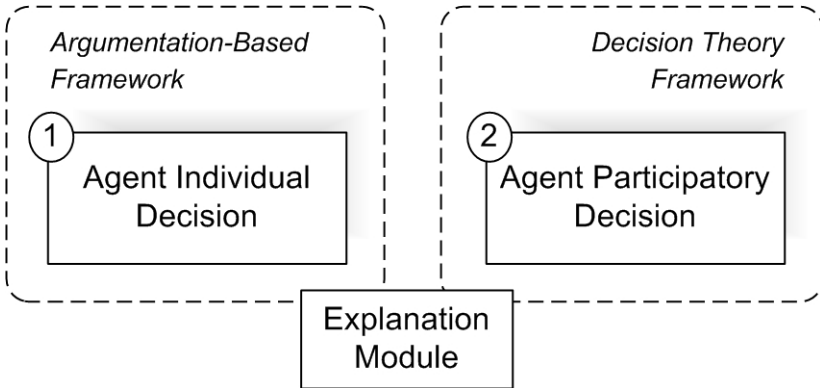 Argumentation-Based
Framework
1
Agent Individual
Decision
Decision Theory
Framework
2
Agent Participatory
Decision
Explanation
Module